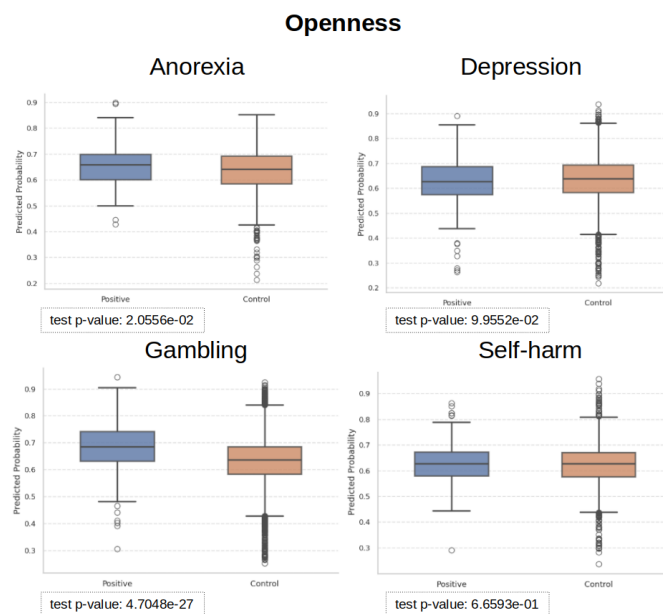 Openness
Anorexia
Depression
Predicted Probability
0.9
0.8
0.7
0.6
0.5
0.4
0.3
0.2
Positive
Control
test p-value: 2.0556e-02
Predicted Probability
0.9
0.8
0.7
0.6
0.5
0.4
0.3
0.2
Positive
Control
test p-value: 9.9552e-02
Gambling
Self-harm
Predicted Probability
0.9
0.8
0.7
0.6
0.5
0.4
0.3
Positive
Control
test p-value: 4.7048e-27
Predicted Probability
0.9
0.8
0.7
0.6
0.5
0.4
0.3
Positive
Control
test p-value: 6.6593e-01